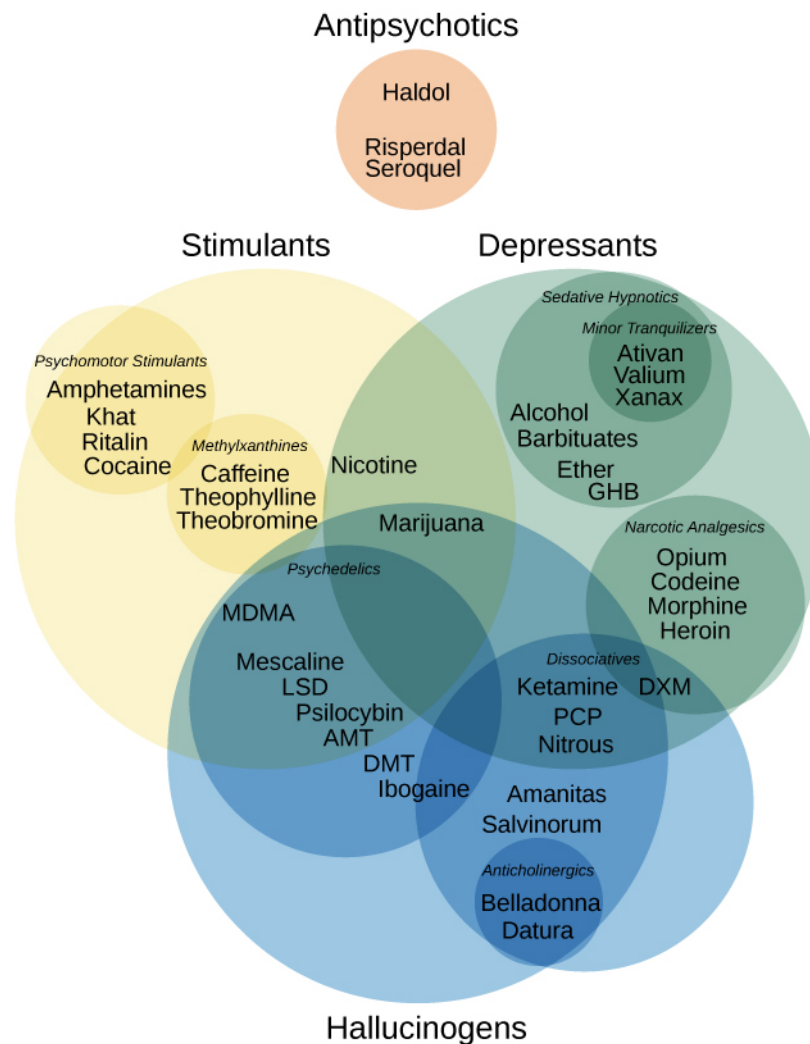 Antipsychotics
Haldol
Risperdal
Seroquel
Stimulants
Depressants
Sedative Hypnotics
Minor Tranquilizers
Ativan
Valium
Xanax
Alcohol
Barbituates
Ether
GHB
Psychomotor Stimulants
Amphetamines
Khat
Ritalin
Cocaine
Methylxanthines
Caffeine
Theophylline
Theobromine
Nicotine
Marijuana
Narcotic Analgesics
Opium
Codeine
Morphine
Heroin
Psychedelics
MDMA
Mescaline
LSD
Psilocybin
AMT
DMT
Ibogaine
Dissociatives
Ketamine
DXM
PCP
Nitrous
Amanitas
Salvinorum
Anticholinergics
Belladonna
Datura
Hallucinogens